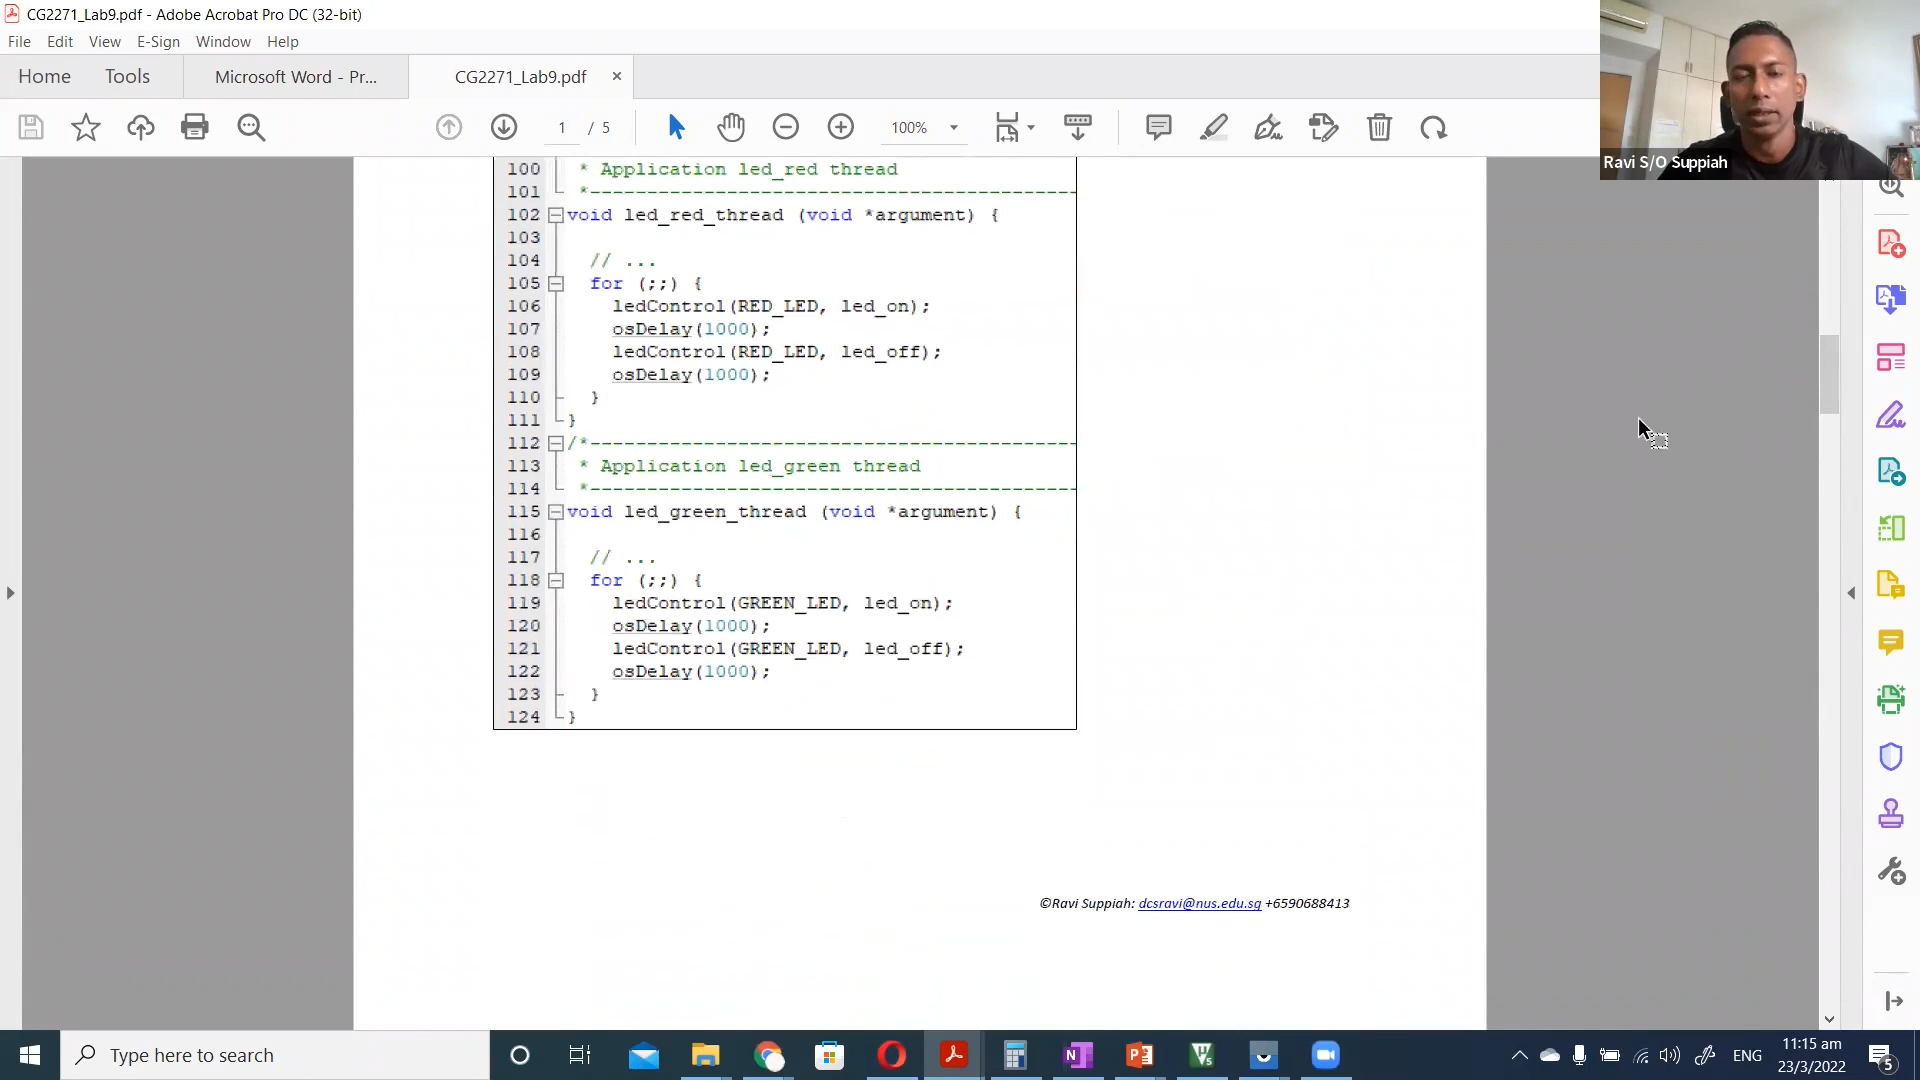 CG2271_Lab9.pdf - Adobe Acrobat Pro DC (32-bit)
File Edit View E-Sign Window Help
Home Tools Microsoft Word - Pr... CG2271_Lab9.pdf ×
1 / 5 100%
Ravi S/O Suppiah
100 * Application led_red thread
101 *-------------------------------------------
102 void led_red_thread (void *argument) {
103
104 // ...
105 for (;;) {
106 ledControl(RED_LED, led_on);
107 osDelay(1000);
108 ledControl(RED_LED, led_off);
109 osDelay(1000);
110 }
111 }
112 /*-------------------------------------------
113 * Application led_green thread
114 *-------------------------------------------
115 void led_green_thread (void *argument) {
116
117 // ...
118 for (;;) {
119 ledControl(GREEN_LED, led_on);
120 osDelay(1000);
121 ledControl(GREEN_LED, led_off);
122 osDelay(1000);
123 }
124 }
©Ravi Suppiah: dcsravi@nus.edu.sg +6590688413
Type here to search
ENG
11:15 am
23/3/2022
5